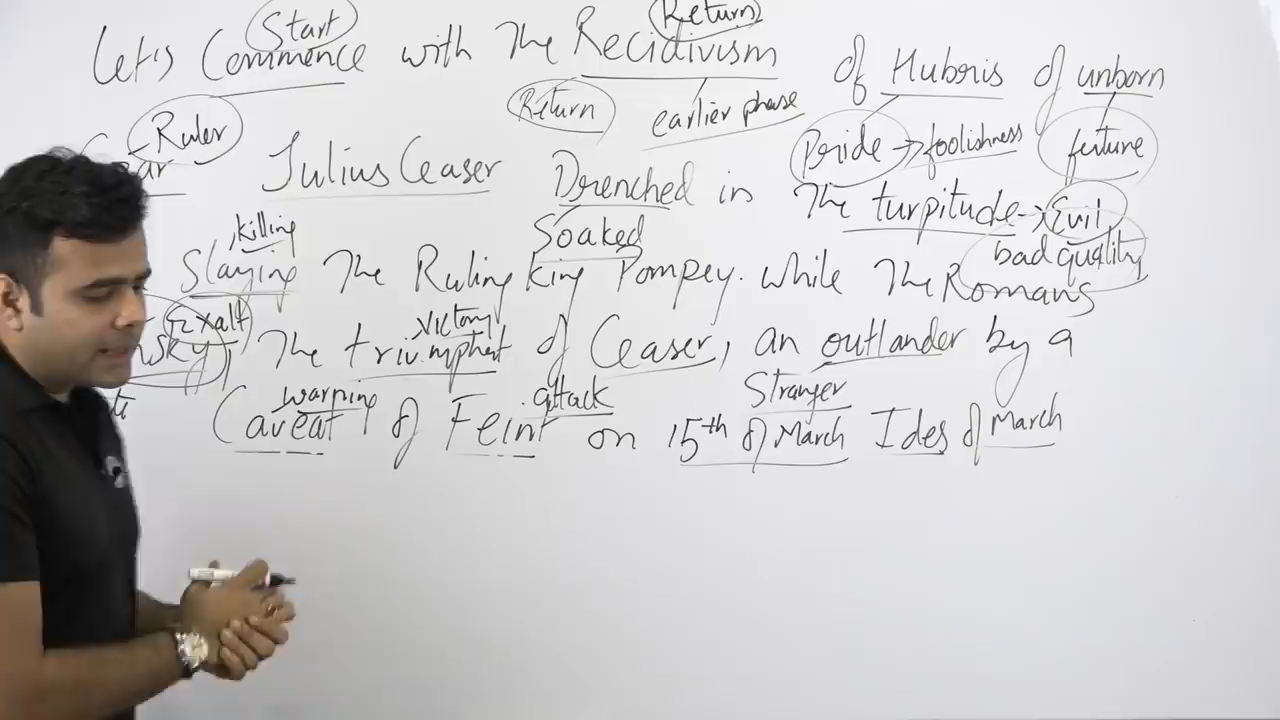 Start Return
Let's Commence with The Recidivism of Hubris of unborn
Ruler Return earlier phase Pride → foolishness future
Julius Ceaser Drenched in The turpitude → Evil
killing Soaked bad quality
Slaying The Ruling king Pompey. while The Romans
Exalt victory
The triumphent of Ceaser, an outlander by a
warning attack Stranger
Caveat of Feint on 15th of March Ides of March